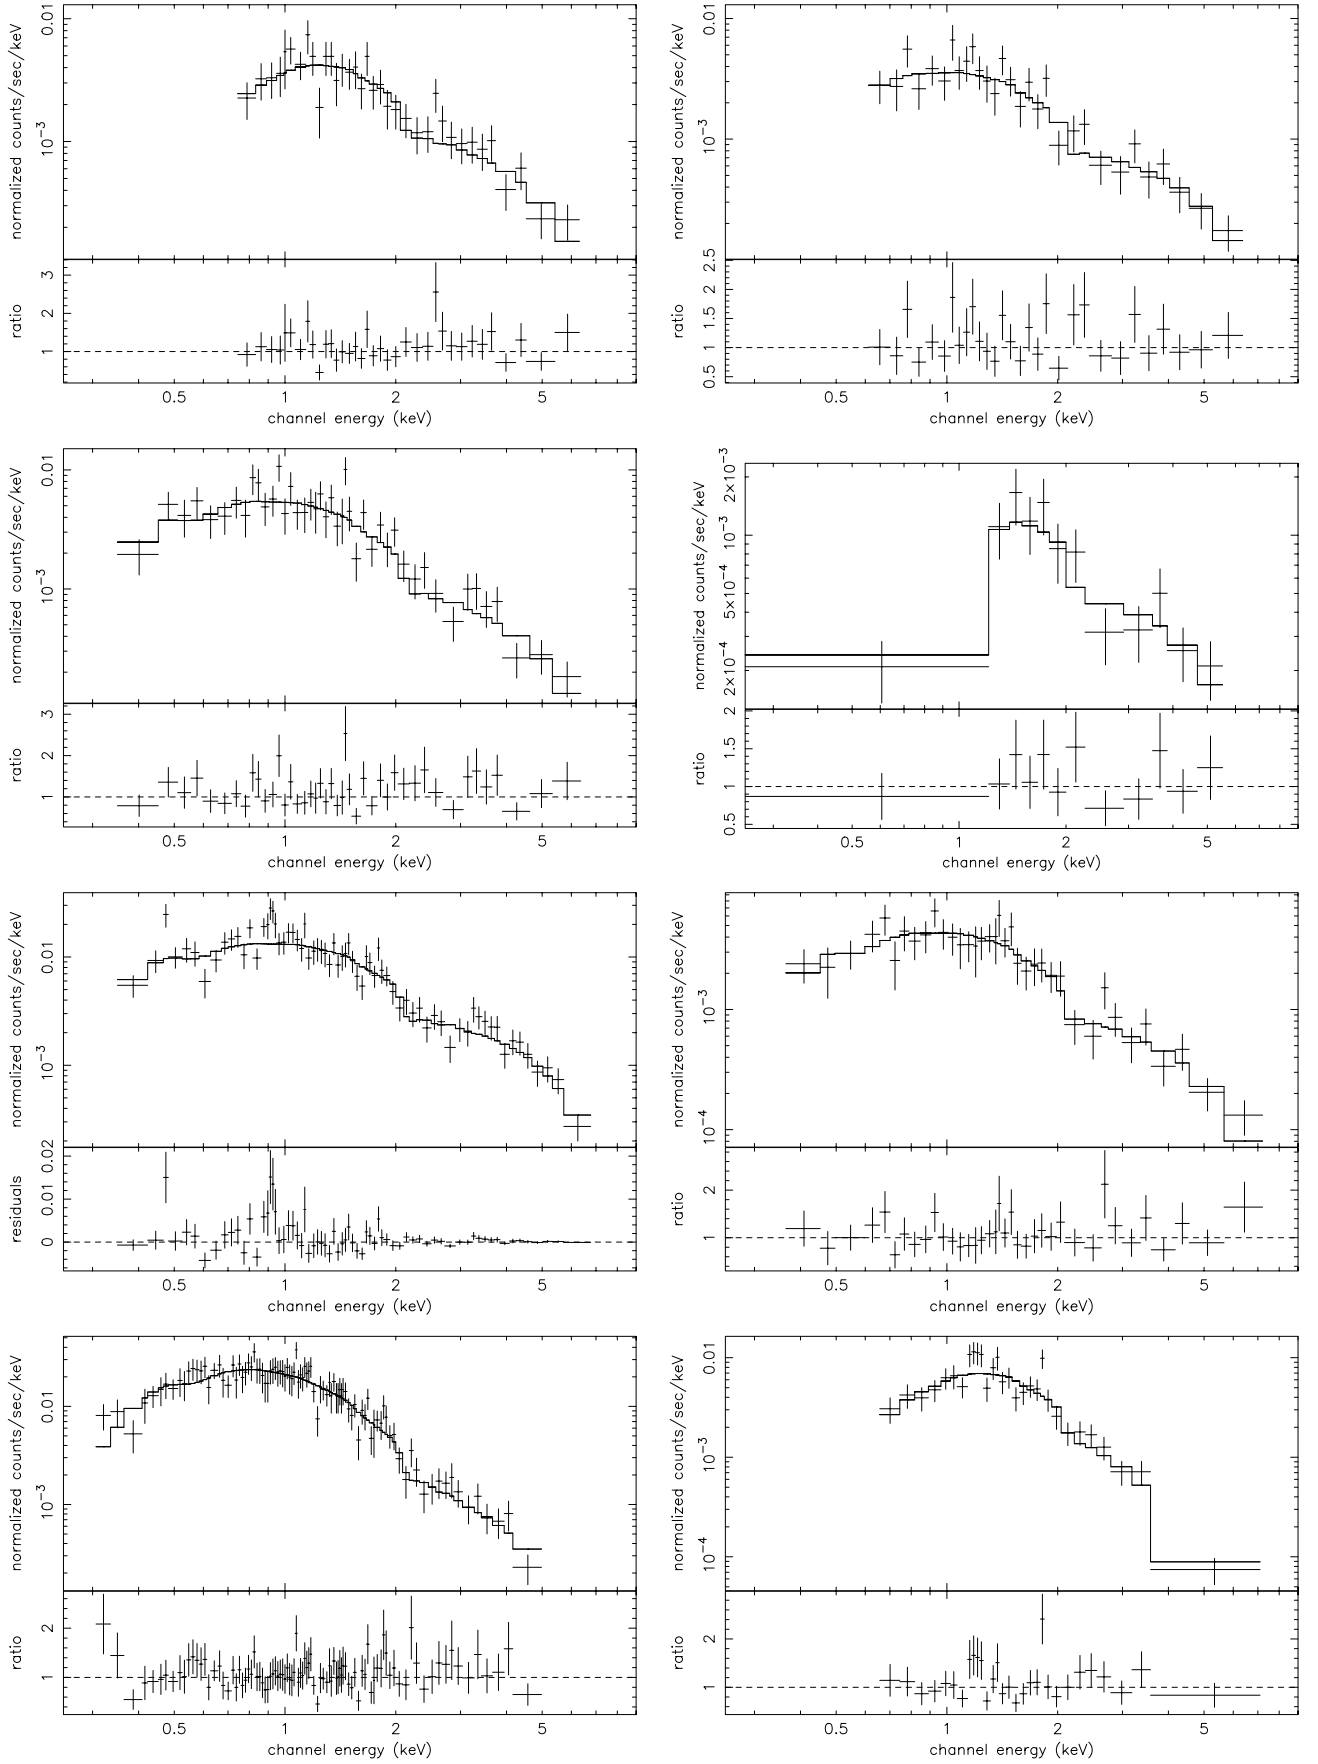 normalized counts/sec/keV
0.01
10⁻³
ratio
3
2
1
0.5 1 2 5
channel energy (keV)
normalized counts/sec/keV
0.01
10⁻³
5
ratio
2.5
2
1.5
1
0.5
0.5 1 2 5
channel energy (keV)
normalized counts/sec/keV
0.01
10⁻³
ratio
3
2
1
0.5 1 2 5
channel energy (keV)
normalized counts/sec/keV
2×10⁻³
10⁻³
5×10⁻⁴
2×10⁻⁴
ratio
2
1.5
1
0.5
0.5 1 2 5
channel energy (keV)
normalized counts/sec/keV
0.01
10⁻³
2
residuals
0.02
0.01
0
0.5 1 2 5
channel energy (keV)
normalized counts/sec/keV
10⁻³
10⁻⁴
ratio
2
1
0.5 1 2 5
channel energy (keV)
normalized counts/sec/keV
0.01
10⁻³
ratio
2
1
0.5 1 2 5
channel energy (keV)
normalized counts/sec/keV
0.01
10⁻³
10⁻⁴
ratio
2
1
0.5 1 2 5
channel energy (keV)